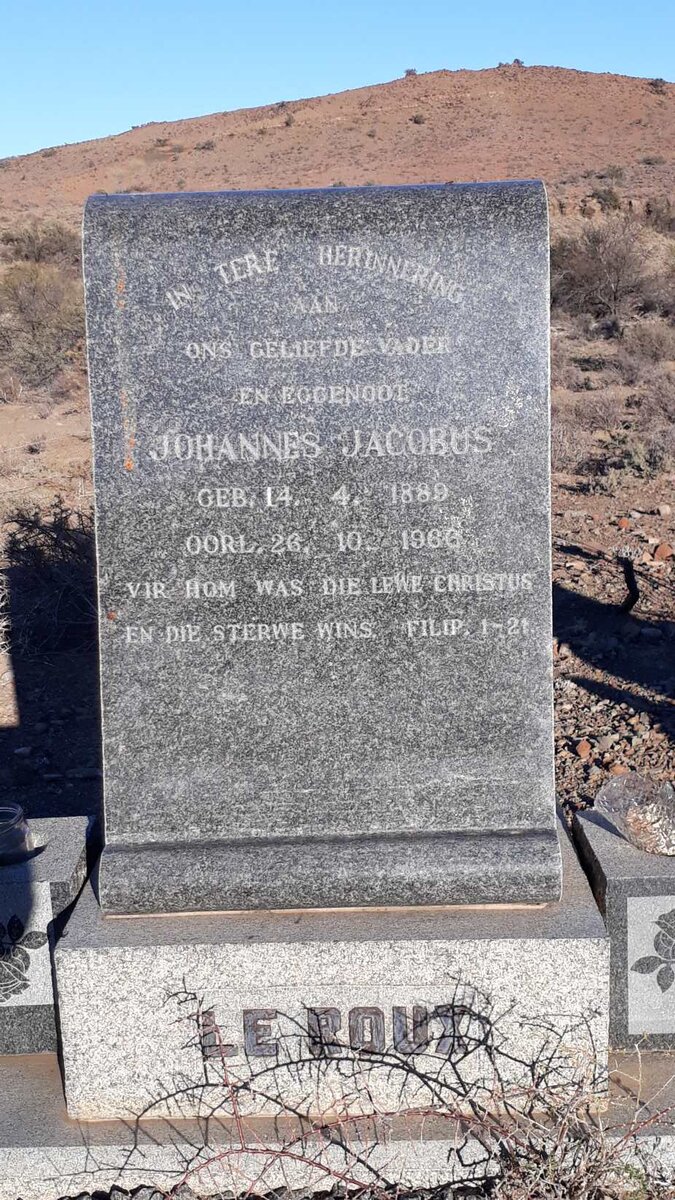 IN TERE HERINNERING
AAN
ONS GELIEFDE VADER
EN EGGENOOT
JOHANNES JACOBUS
GEB. 14. 4. 1889
OORL. 26. 10. 1966
VIR HOM WAS DIE LEWE CHRISTUS
EN DIE STERWE WINS. FILIP. 1-21
LE ROUX